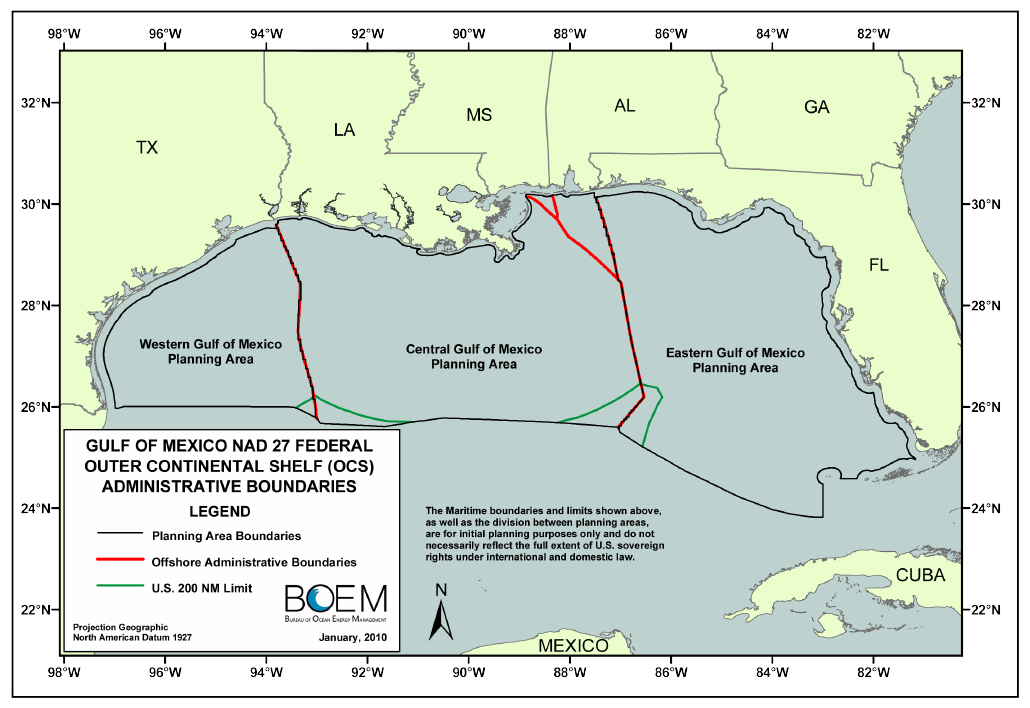 98°W 96°W 94°W 92°W 90°W 88°W 86°W 84°W 82°W
32°N 32°N
TX LA MS AL GA
30°N 30°N
FL
28°N 28°N
Western Gulf of Mexico
Planning Area
Central Gulf of Mexico
Planning Area
Eastern Gulf of Mexico
Planning Area
26°N 26°N
GULF OF MEXICO NAD 27 FEDERAL
OUTER CONTINENTAL SHELF (OCS)
ADMINISTRATIVE BOUNDARIES
LEGEND
Planning Area Boundaries
Offshore Administrative Boundaries
U.S. 200 NM Limit
BOEM
BUREAU OF OCEAN ENERGY MANAGEMENT
Projection Geographic
North American Datum 1927
January, 2010
24°N 24°N
The Maritime boundaries and limits shown above,
as well as the division between planning areas,
are for initial planning purposes only and do not
necessarily reflect the full extent of U.S. sovereign
rights under international and domestic law.
N
CUBA
22°N 22°N
MEXICO
98°W 96°W 94°W 92°W 90°W 88°W 86°W 84°W 82°W